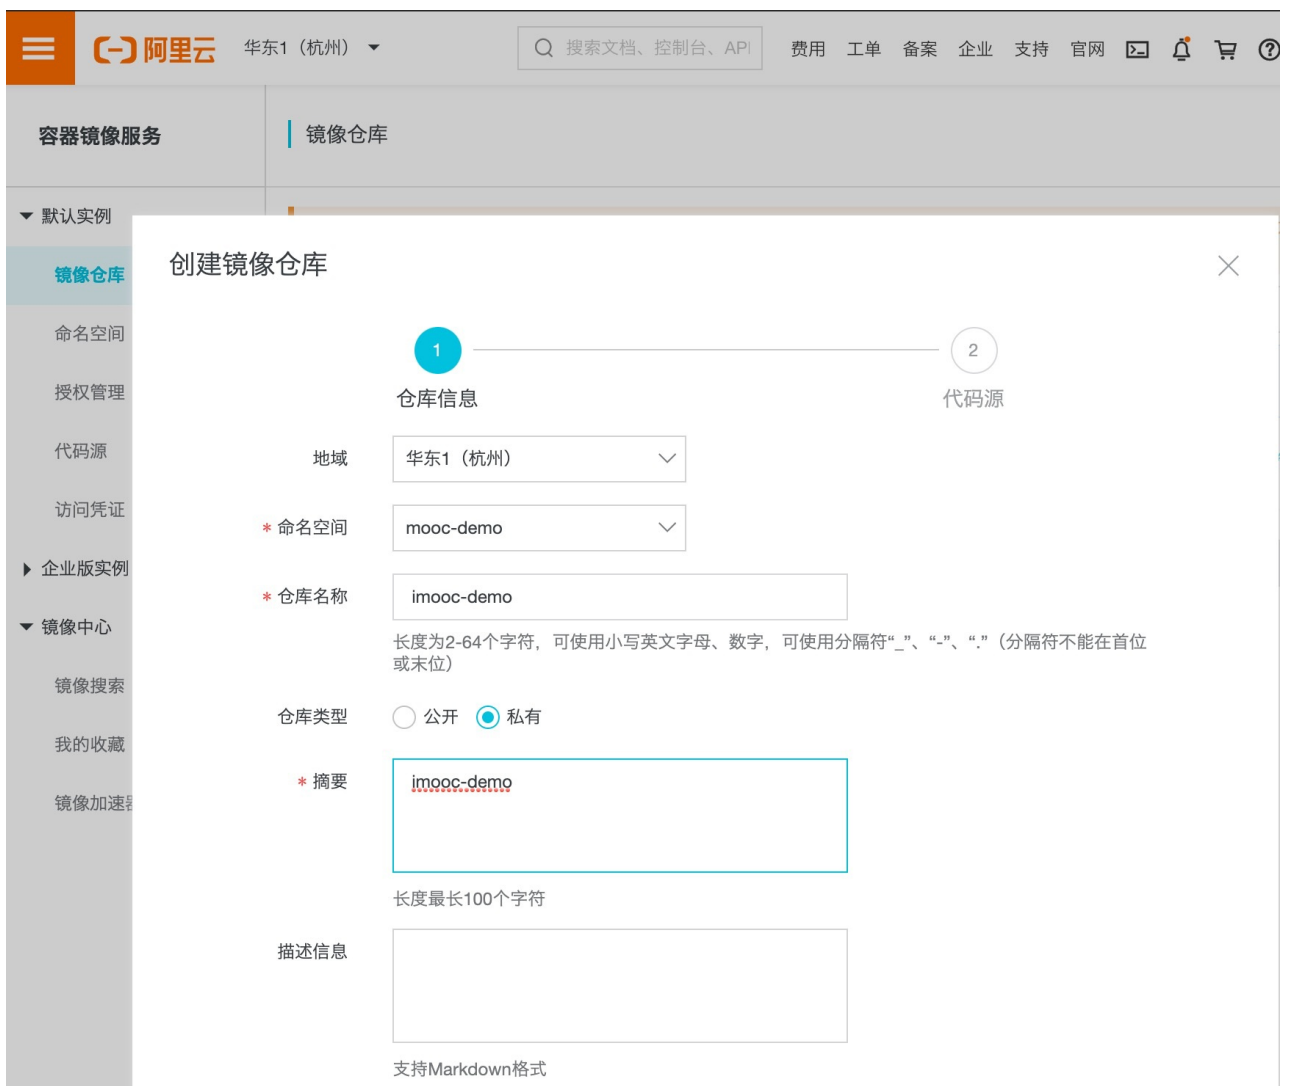 阿里云 华东1（杭州） 搜索文档、控制台、API 费用 工单 备案 企业 支持 官网
容器镜像服务
镜像仓库
默认实例
镜像仓库
命名空间
授权管理
代码源
访问凭证
企业版实例
镜像中心
镜像搜索
我的收藏
镜像加速器
创建镜像仓库
1 2
仓库信息 代码源
地域 华东1（杭州）
* 命名空间 mooc-demo
* 仓库名称 imooc-demo
长度为2-64个字符，可使用小写英文字母、数字，可使用分隔符“_”、“-”、“.”（分隔符不能在首位
或末位）
仓库类型 公开 私有
* 摘要 imooc-demo
长度最长100个字符
描述信息
支持Markdown格式